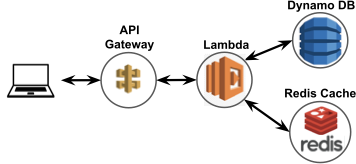 Dynamo DB
API
Gateway
Lambda
Redis Cache
redis